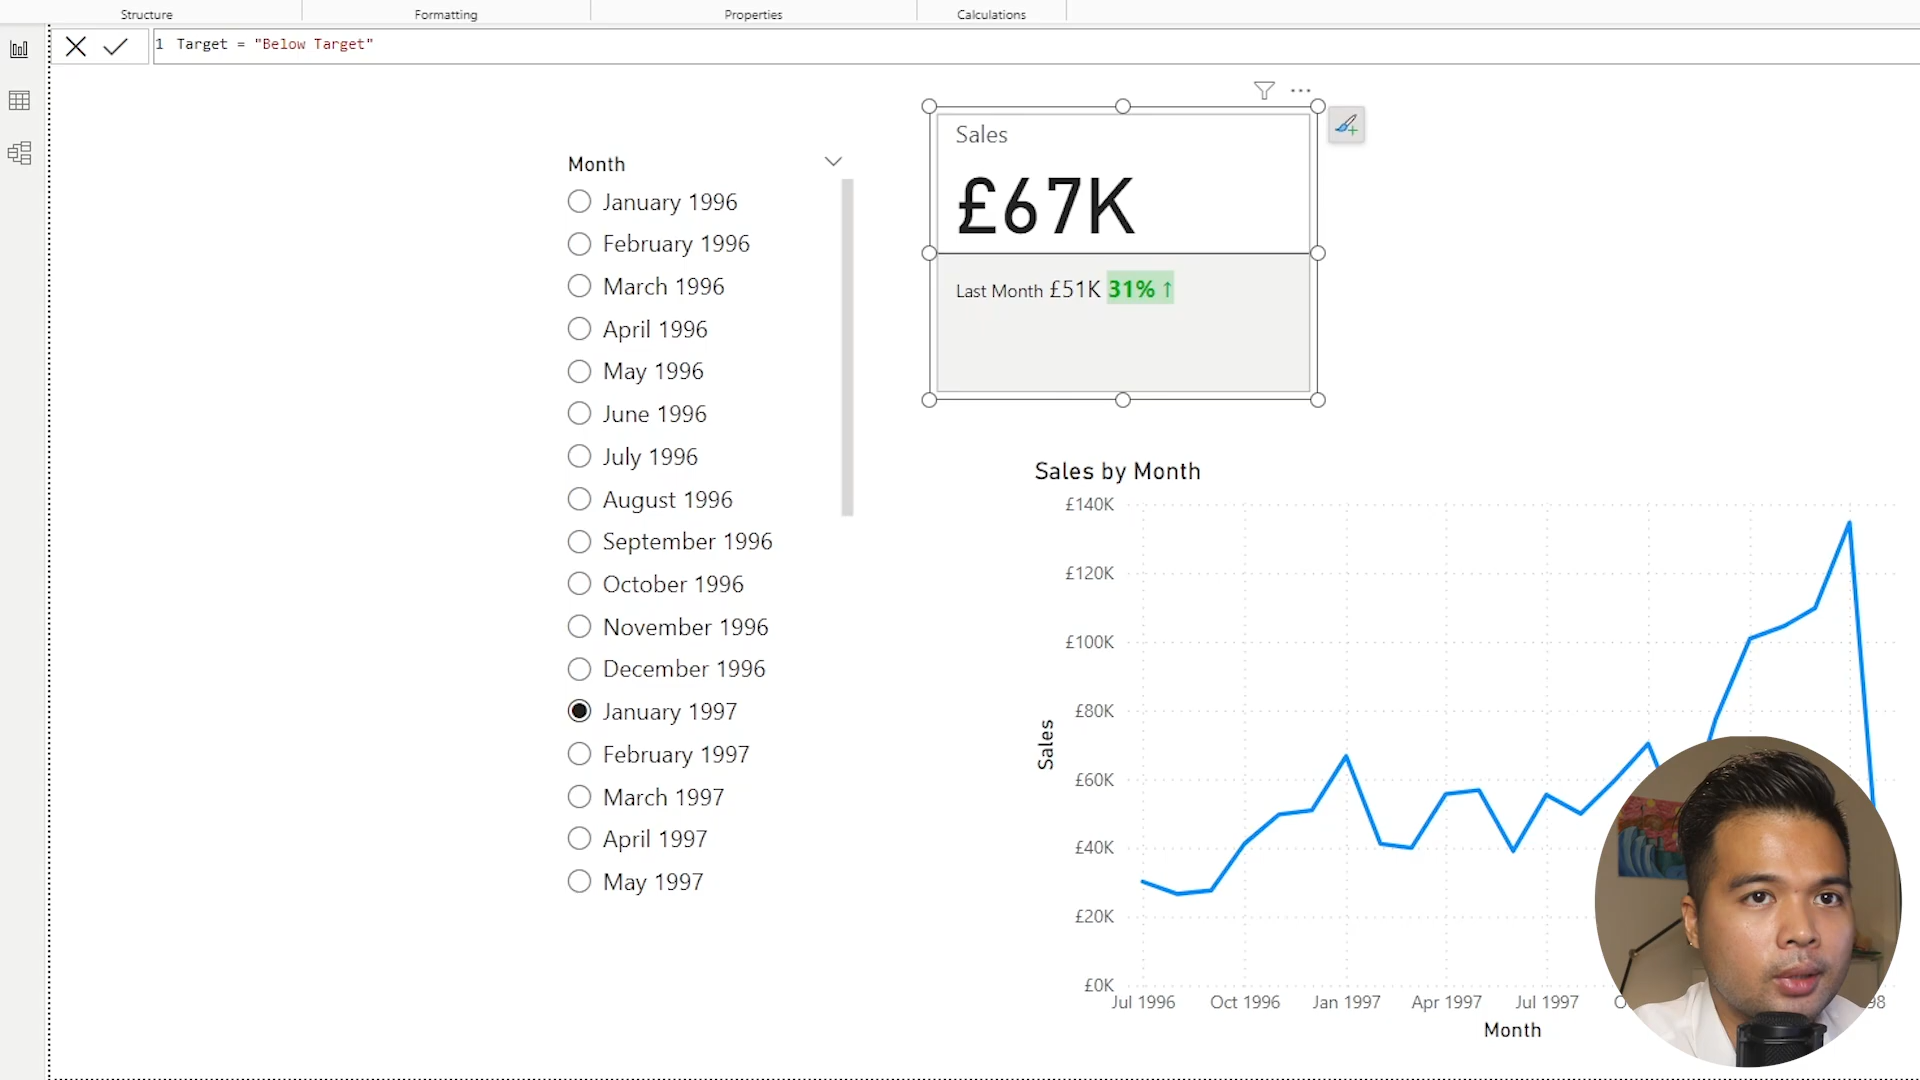 Structure
Formatting
Properties
Calculations
1 Target = "Below Target"
Month
January 1996
February 1996
March 1996
April 1996
May 1996
June 1996
July 1996
August 1996
September 1996
October 1996
November 1996
December 1996
January 1997
February 1997
March 1997
April 1997
May 1997
Sales
£67K
Last Month £51K 31% ↑
Sales by Month
£140K
£120K
£100K
£80K
£60K
£40K
£20K
£0K
Sales
Jul 1996 Oct 1996 Jan 1997 Apr 1997 Jul 1997
Month